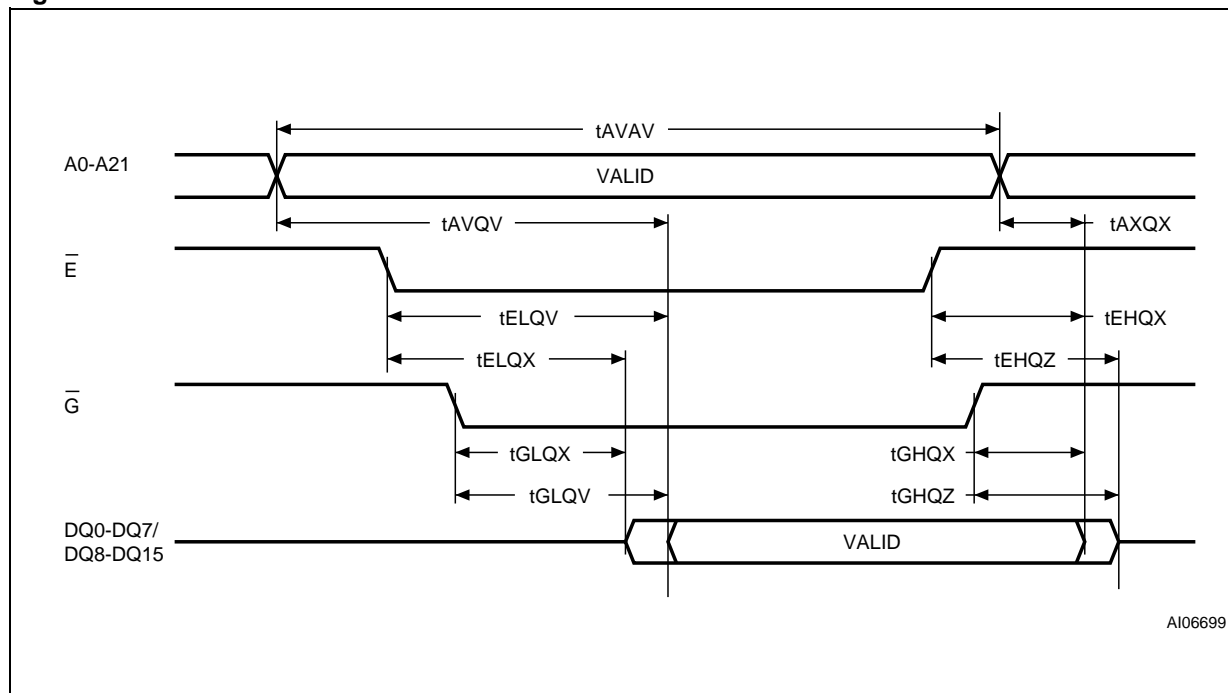 tAVAV
A0-A21
VALID
tAVQV
tAXQX
E
tELQV
tEHQX
tELQX
tEHQZ
G
tGLQX
tGHQX
tGLQV
tGHQZ
DQ0-DQ7/
DQ8-DQ15
VALID
AI06699